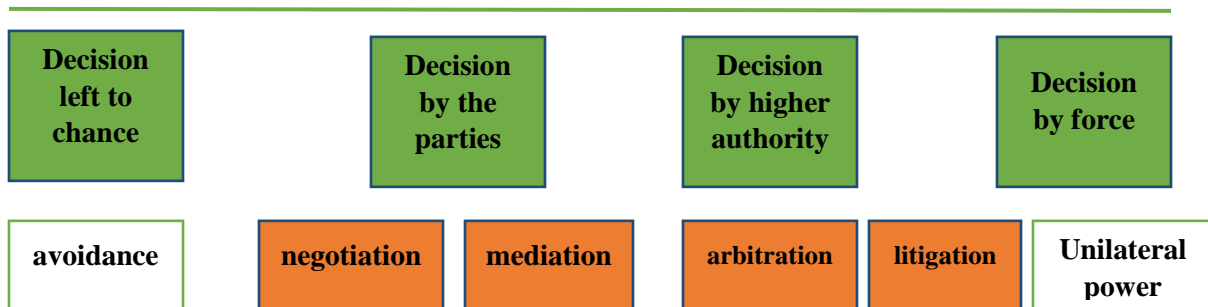 Decision
left to
chance
Decision
by the
parties
Decision
by higher
authority
Decision
by force
avoidance
negotiation
mediation
arbitration
litigation
Unilateral
power